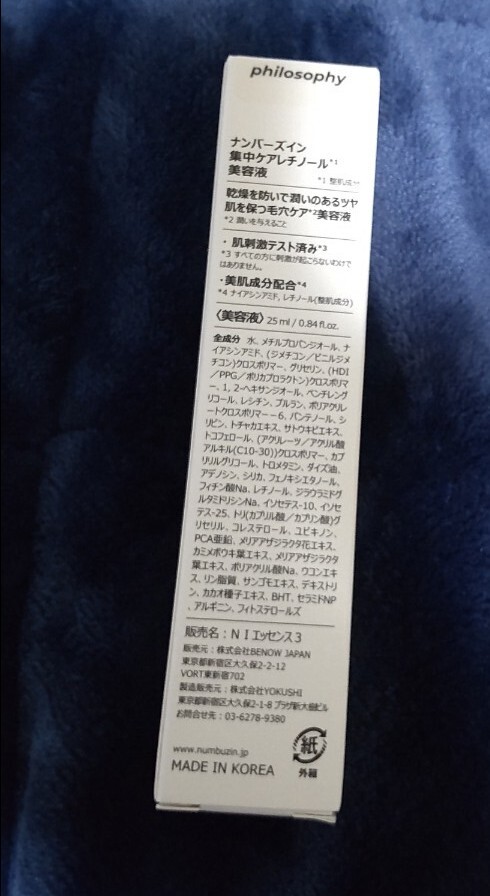 philosophy
ナンバーズイン
集中ケアレチノール*1
美容液
*1 整肌成分
乾燥を防いで潤いのあるツヤ
肌を保つ毛穴ケア*2美容液
*2 潤いを与えること
・ 肌刺激テスト済み*3
*3 すべての方に刺激が起こらないわけで
はありません。
・美肌成分配合*4
*4 ナイアシンアミド, レチノール(整肌成分)
〈美容液〉 25ml / 0.84 fl.oz.
全成分 水、メチルプロパンジオール、ナ
イアシンアミド、(ジメチコン/ビニルジメ
チコン)クロスポリマー、グリセリン、(HDI
/PPG/ポリカプロラクトン)クロスポリマ
ー、1, 2-ヘキサンジオール、ペンチレング
リコール、レシチン、プルラン、ポリアクリレ
ートクロスポリマー－6、パンテノール、シ
リビン、トチャカエキス、サトウキビエキス、
トコフェロール、(アクリレーツ/アクリル酸
アルキル(C10-30))クロスポリマー、カプ
リリルグリコール、トロメタミン、ダイズ油、
アデノシン、シリカ、フェノキシエタノール、
フィチン酸Na、レチノール、ジラウラミドグ
ルタミドリシンNa、イソセテス-10、イソセ
テス-25、トリ(カプリル酸/カプリン酸)グ
リセリル、コレステロール、ユビキノン、
PCA亜鉛、メリアアザジラクタ花エキス、
カミメボウキ葉エキス、メリアアザジラクタ
葉エキス、ポリアクリル酸Na、ウコンエキ
ス、リン脂質、サンゴモエキス、デキストリ
ン、カカオ種子エキス、BHT、セラミドNP
、アルギニン、フィトステロールズ
販売名：ＮＩエッセンス３
販売元：株式会社BENOW JAPAN
東京都新宿区大久保2-2-12
VORT東新宿702
製造販売元：株式会社YOKUSHI
東京都新宿区大久保2-1-8 プラザ新大樹ビル
お問合せ先：03-6278-9380
www.numbuzin.jp
MADE IN KOREA
紙
外箱